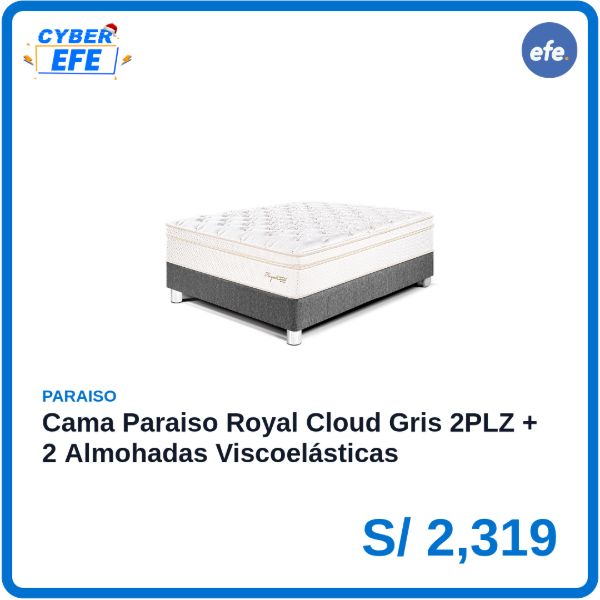 CYBER
EFE
efe.
PARAISO
Cama Paraiso Royal Cloud Gris 2PLZ +
2 Almohadas Viscoelásticas
S/ 2,319